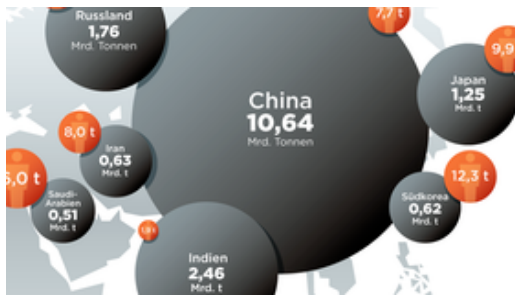 Russland
1,76
Mrd. Tonnen
7,7 t
China
10,64
Mrd. Tonnen
9,9
Japan
1,25
Mrd. t
8,0 t
Iran
0,63
Mrd. t
6,0 t
Saudi-
Arabien
0,51
Mrd. t
12,3 t
Südkorea
0,62
Mrd. t
Indien
2,46
Mrd. t